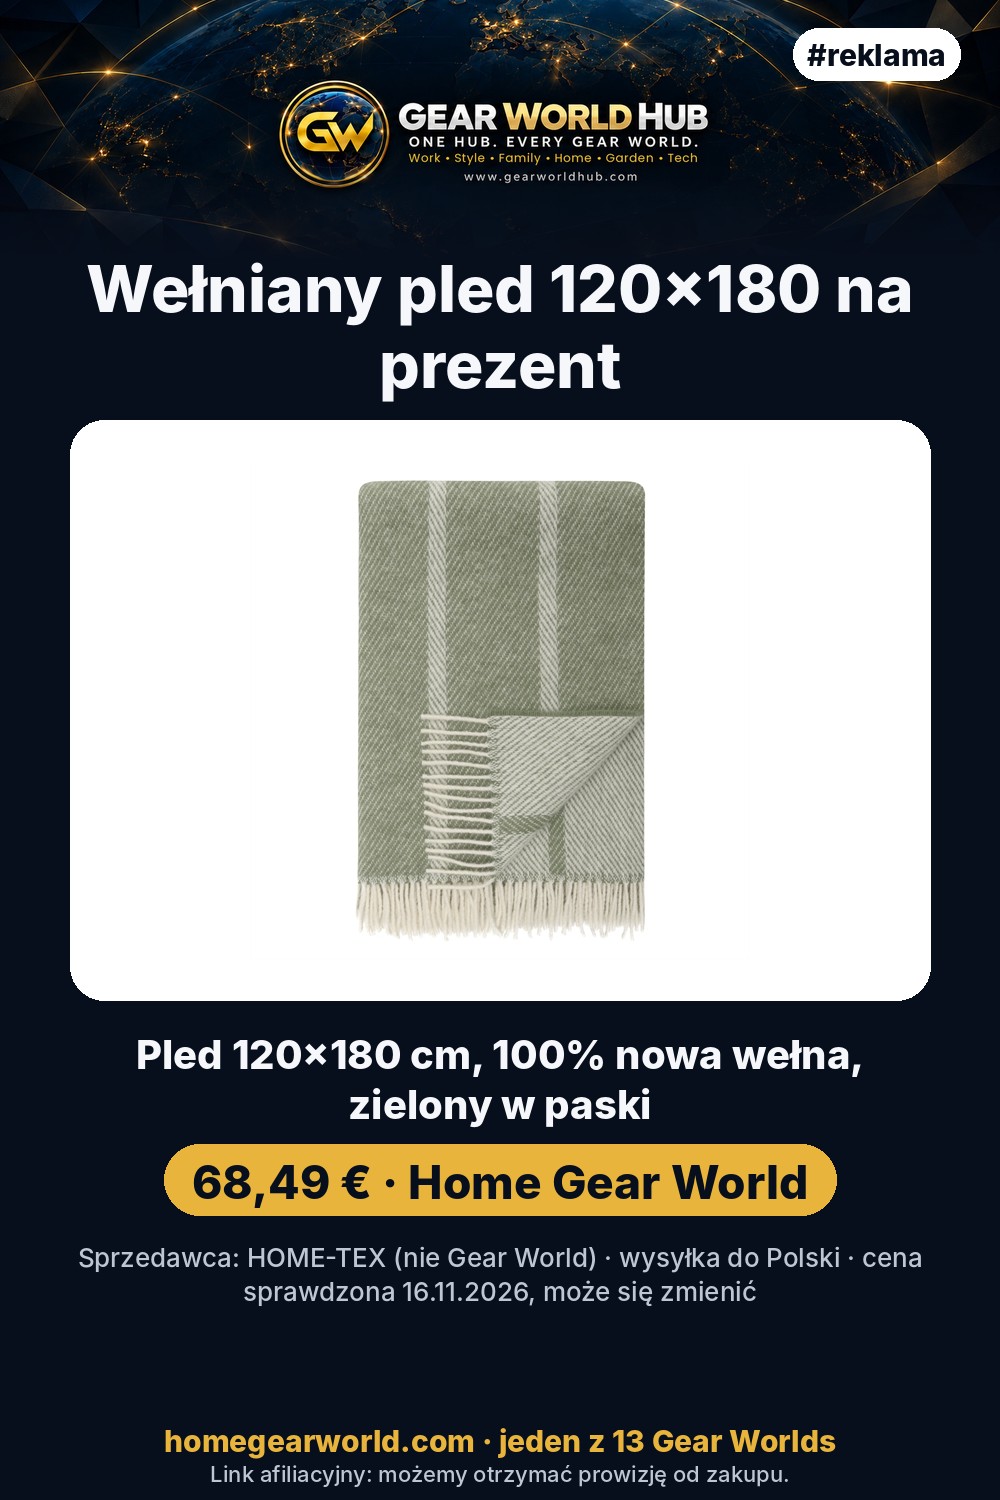 #reklama
GW
GEAR WORLD HUB
ONE HUB. EVERY GEAR WORLD.
Work • Style • Family • Home • Garden • Tech
www.gearworldhub.com
Wełniany pled 120×180 na
prezent
Pled 120×180 cm, 100% nowa wełna,
zielony w paski
68,49 € · Home Gear World
Sprzedawca: HOME-TEX (nie Gear World) · wysyłka do Polski · cena
sprawdzona 16.11.2026, może się zmienić
homegearworld.com · jeden z 13 Gear Worlds
Link afiliacyjny: możemy otrzymać prowizję od zakupu.